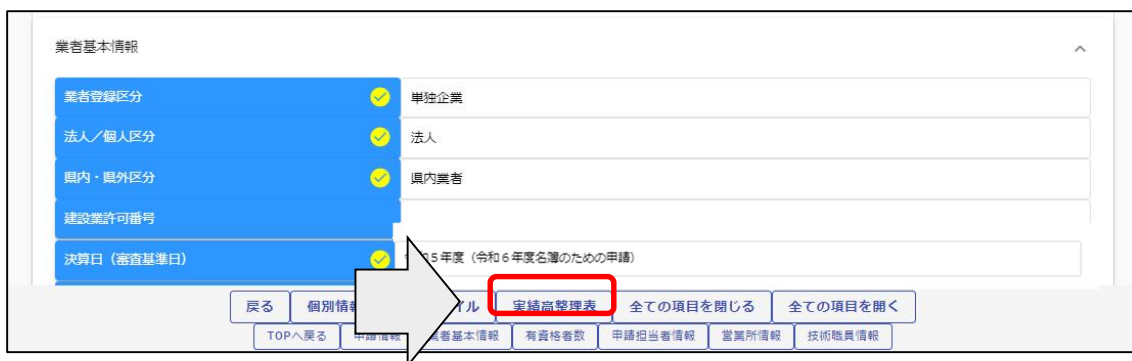 業者基本情報
業者登録区分 単独企業
法人／個人区分 法人
県内・県外区分 県内業者
建設業許可番号
決算日（審査基準日） 5年度（令和６年度名簿のための申請）
戻る 個別情 イル 実績高整理表 全ての項目を閉じる 全ての項目を開く
TOPへ戻る 申請情報 者基本情報 有資格者数 申請担当者情報 営業所情報 技術職員情報